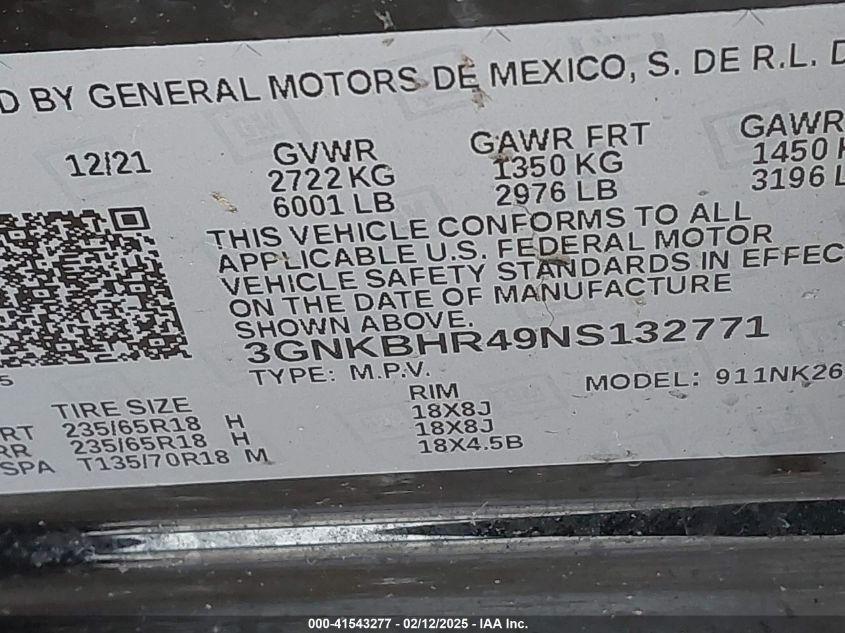 D BY GENERAL MOTORS DE MEXICO, S. DE R.L. D
12/21
GVWR
2722 KG
6001 LB
GAWR FRT
1350 KG
2976 LB
GAWR
1450 K
3196 L
THIS VEHICLE CONFORMS TO ALL
APPLICABLE U.S. FEDERAL MOTOR
VEHICLE SAFETY STANDARDS IN EFFEC
ON THE DATE OF MANUFACTURE
SHOWN ABOVE.
3GNKBHR49NS132771
TYPE: M.P.V.
MODEL: 911NK26
5
TIRE SIZE
RIM
RT 235/65R18 H 18X8J
RR 235/65R18 H 18X8J
SPA T135/70R18 M 18X4.5B
000-41543277 - 02/12/2025 - IAA Inc.